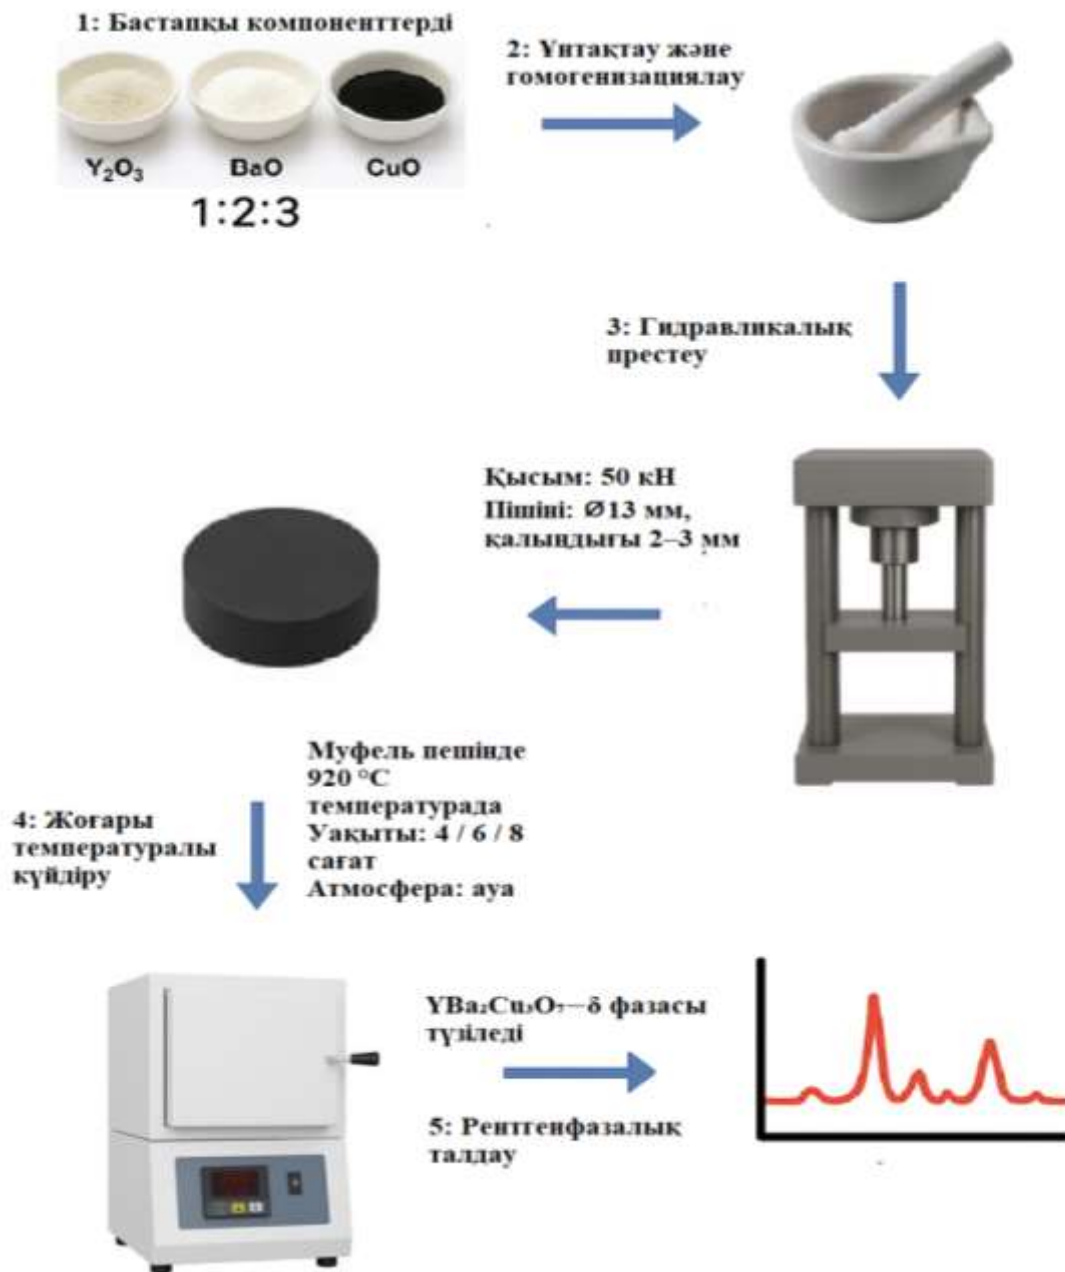 1: Бастапқы компоненттерді
Y₂O₃ BaO CuO
1:2:3
2: Ұнтақтау және
гомогенизациялау
3: Гидравликалық
престеу
Қысым: 50 кН
Пішіні: Ø13 мм,
қалыңдығы 2–3 мм
Муфель пешінде
920 °C
температурада
Уақыты: 4 / 6 / 8
сағат
Атмосфера: ауа
4: Жоғары
температуралы
күйдіру
YBa₂Cu₃O₇−δ фазасы
түзіледі
5: Рентгенфазалық
талдау